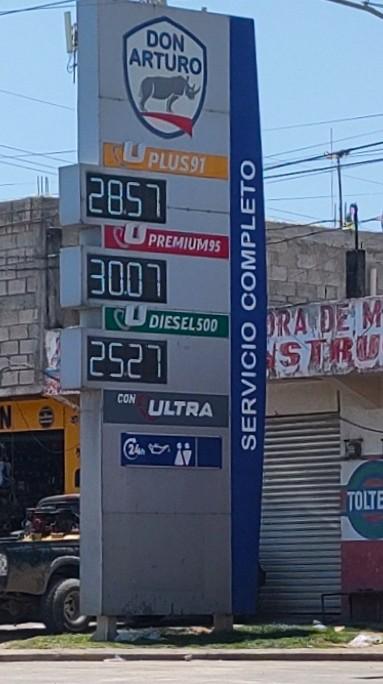 DON
ARTURO
U PLUS91
28.57
U PREMIUM95
30.07
U DIESEL500
25.27
CON ULTRA
24h
SERVICIO COMPLETO
ORA DE M
STRU
TOLTE
N